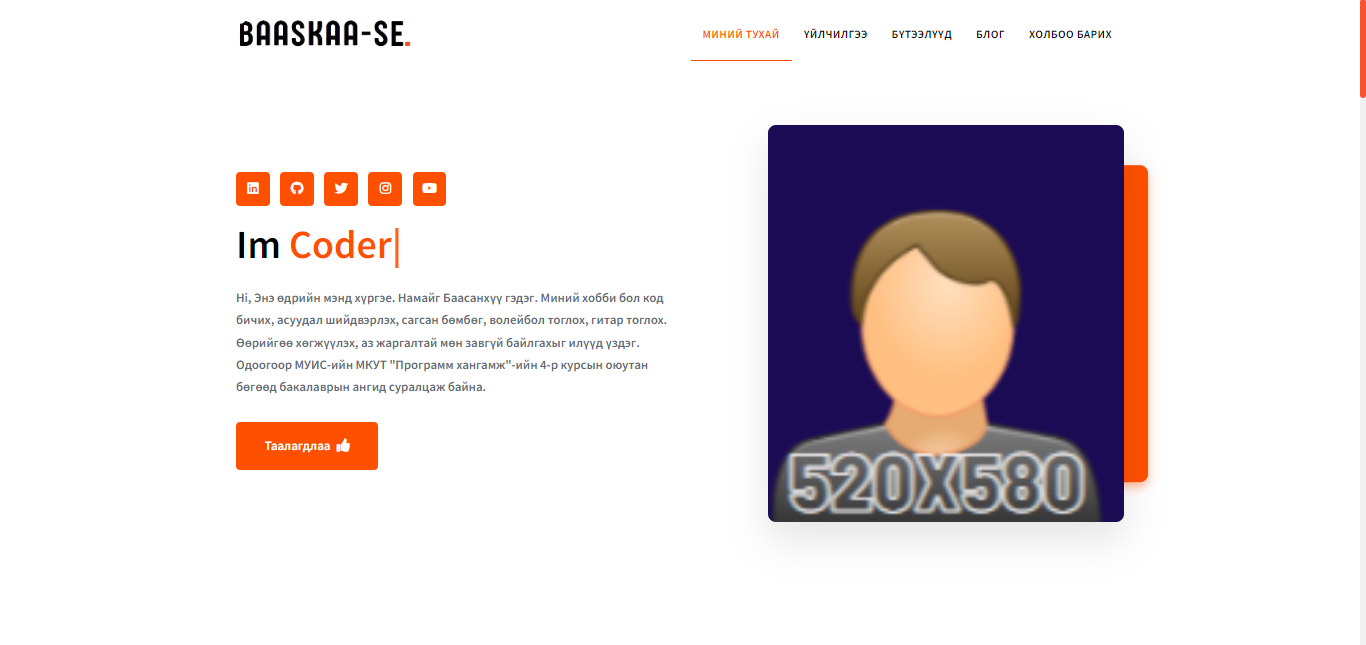 BAASKAA-SE.
МИНИЙ ТУХАЙ ҮЙЛЧИЛГЭЭ БҮТЭЭЛҮҮД БЛОГ ХОЛБОО БАРИХ
Im Coder|
Hi, Энэ өдрийн мэнд хүргэе. Намайг Баасанхүү гэдэг. Миний хобби бол код
бичих, асуудал шийдвэрлэх, сагсан бөмбөг, волейбол тоглох, гитар тоглох.
Өөрийгөө хөгжүүлэх, аз жаргалтай мөн завгүй байлгахыг илүүд үздэг.
Одоогоор МУИС-ийн МКУТ "Программ хангамж"-ийн 4-р курсын оюутан
бөгөөд бакалаврын ангид суралцаж байна.
Таалагдлаа
520X580